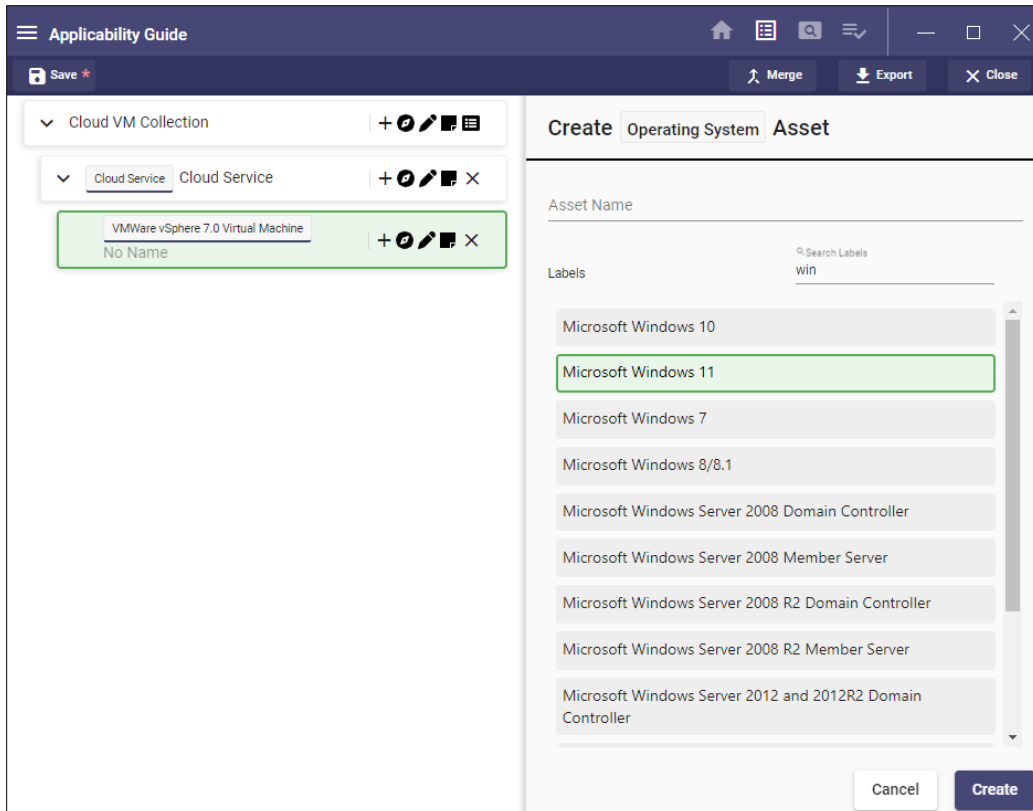 Applicability Guide
Save *
Merge
Export
Close
Cloud VM Collection
Cloud Service Cloud Service
VMWare vSphere 7.0 Virtual Machine
No Name
Create Operating System Asset
Asset Name
Labels
Search Labels
win
Microsoft Windows 10
Microsoft Windows 11
Microsoft Windows 7
Microsoft Windows 8/8.1
Microsoft Windows Server 2008 Domain Controller
Microsoft Windows Server 2008 Member Server
Microsoft Windows Server 2008 R2 Domain Controller
Microsoft Windows Server 2008 R2 Member Server
Microsoft Windows Server 2012 and 2012R2 Domain
Controller
Cancel
Create